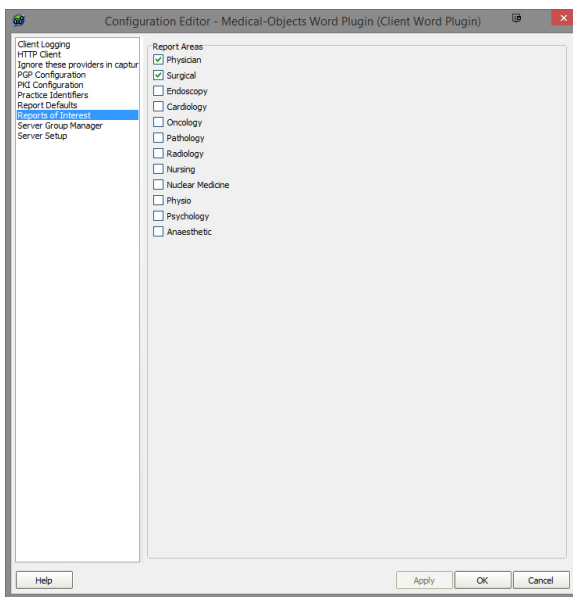 Configuration Editor - Medical-Objects Word Plugin (Client Word Plugin)
Client Logging
HTTP Client
Ignore these providers in captur
PGP Configuration
PKI Configuration
Practice Identifiers
Report Defaults
Reports of Interest
Server Group Manager
Server Setup
Report Areas
Physician
Surgical
Endoscopy
Cardiology
Oncology
Pathology
Radiology
Nursing
Nuclear Medicine
Physio
Psychology
Anaesthetic
Help
Apply
OK
Cancel